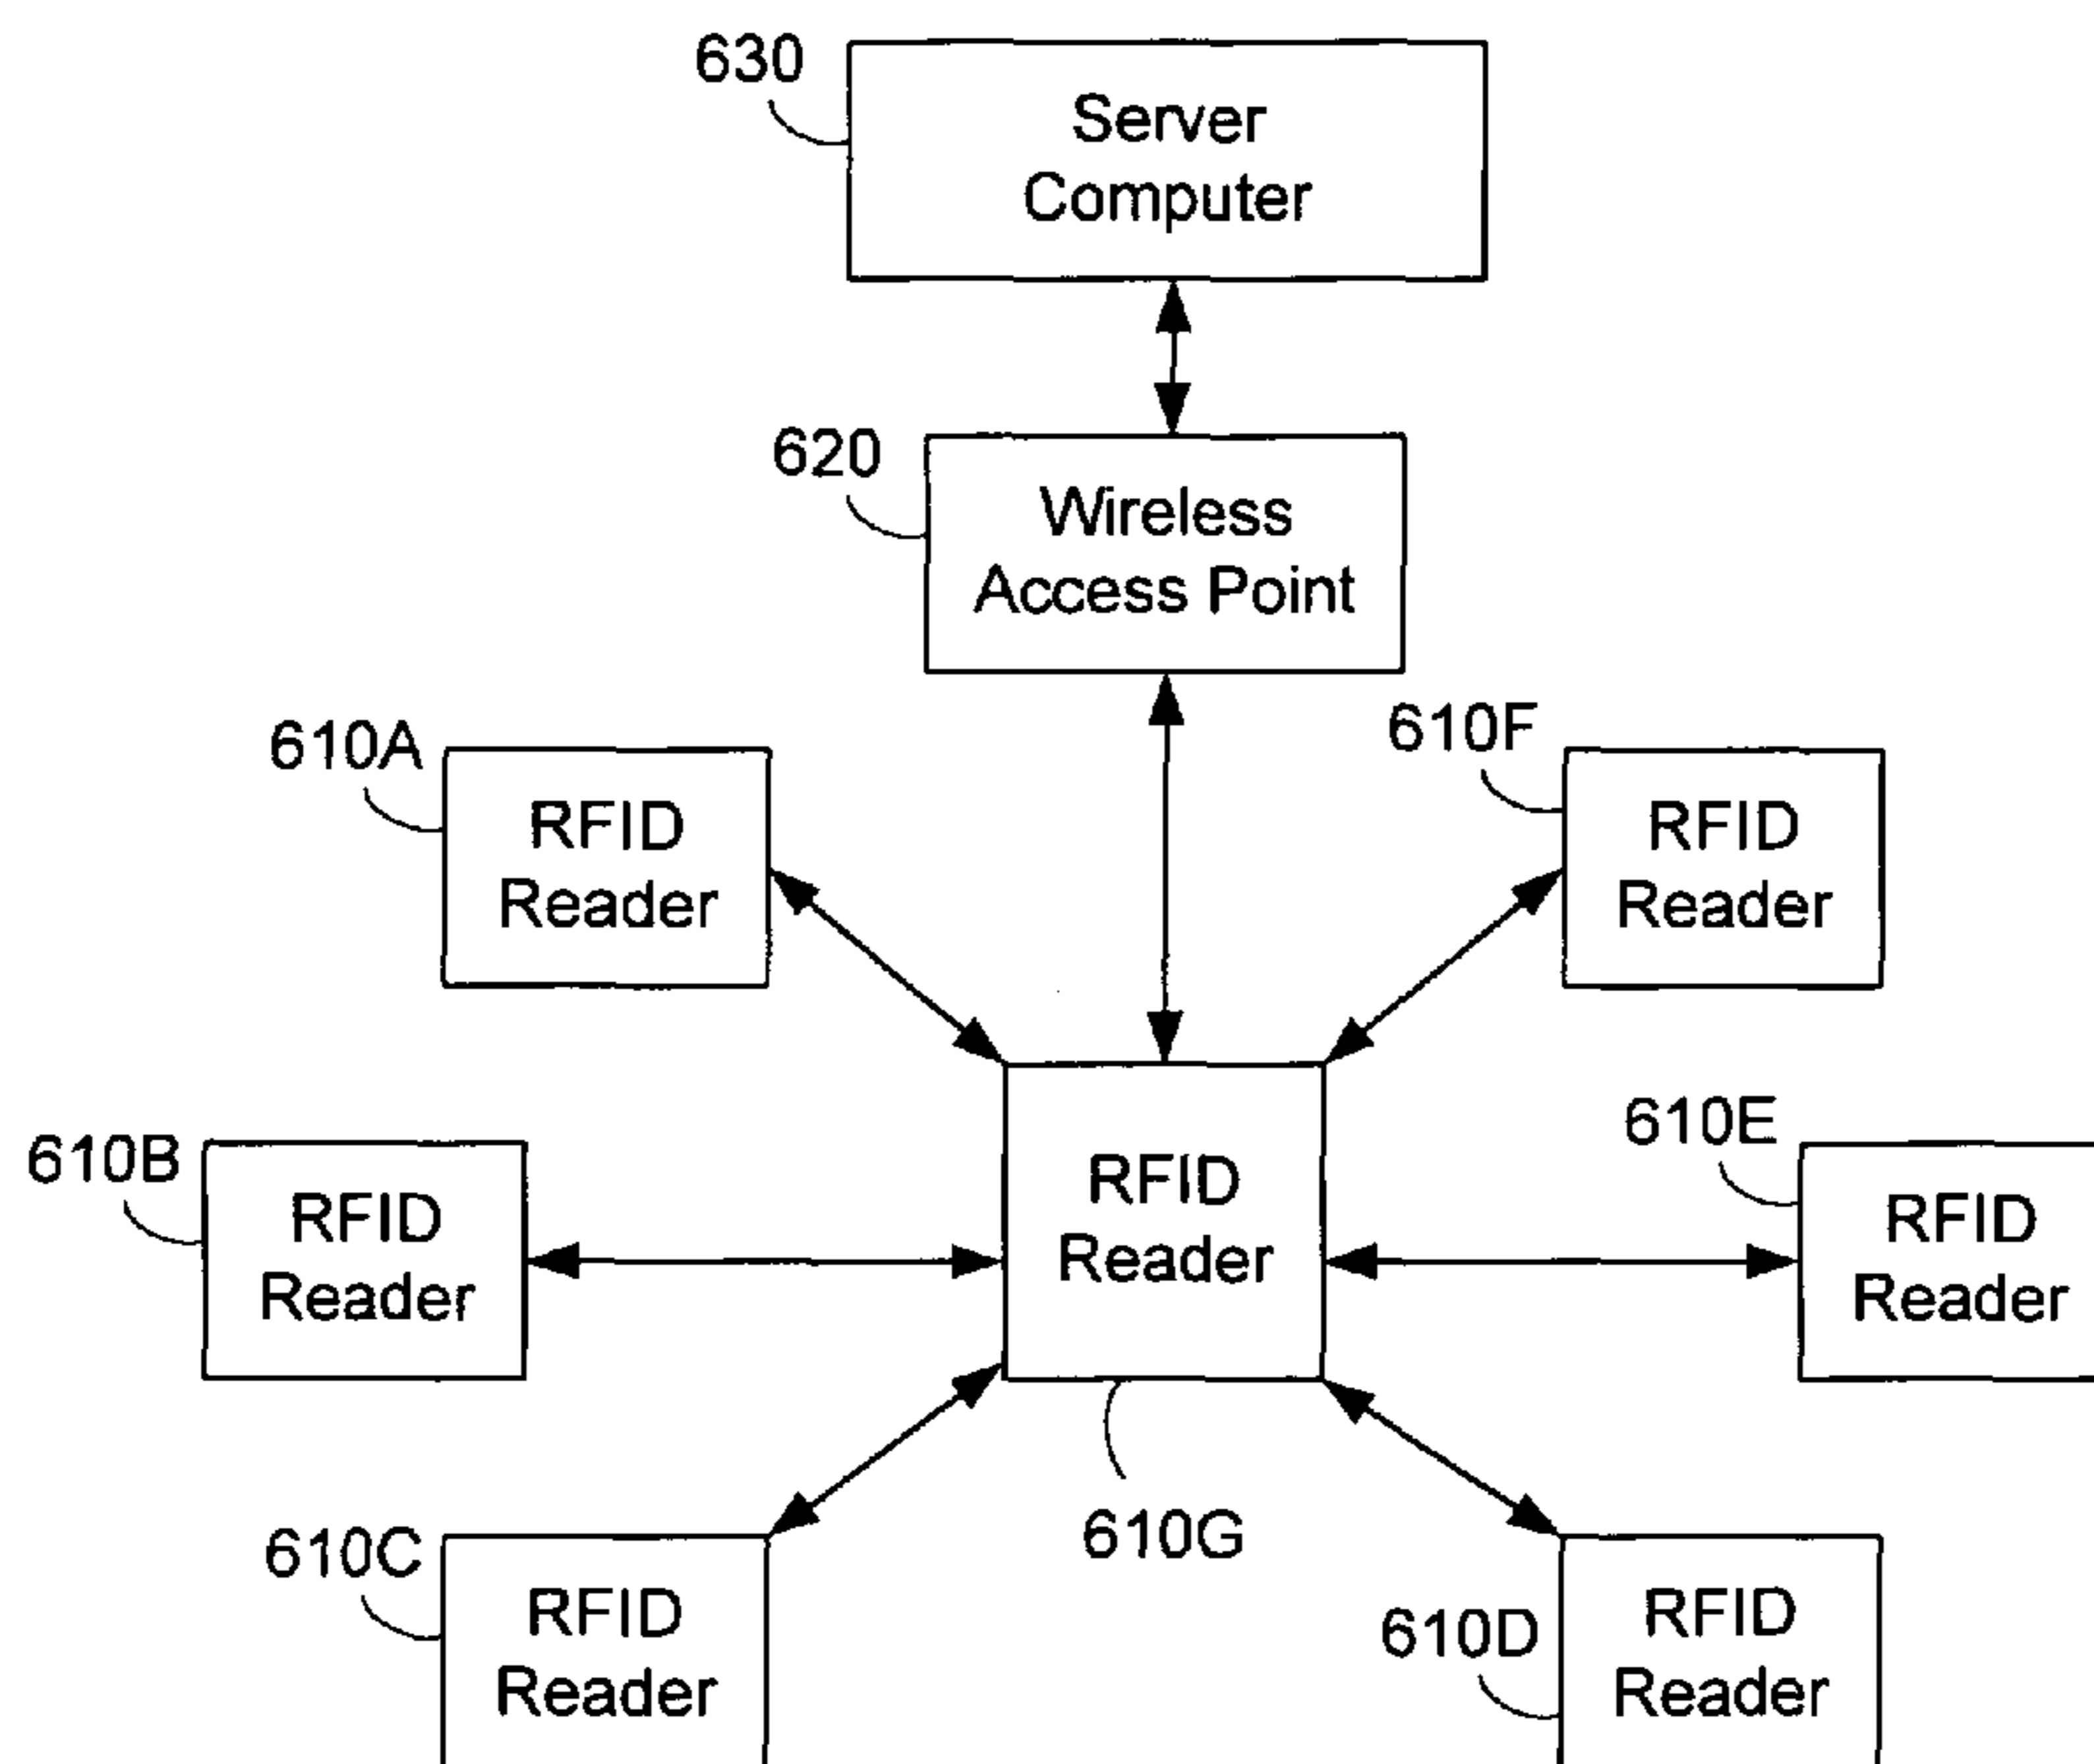 630
Server
Computer
620
Wireless
Access Point
610A
RFID
Reader
610F
RFID
Reader
610B
RFID
Reader
RFID
Reader
610E
RFID
Reader
610C
RFID
Reader
610G
610D
RFID
Reader